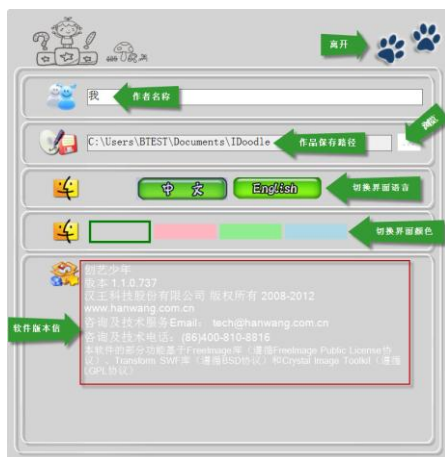 离开
我
作者名称
C:\Users\BTEST\Documents\IDoodle
作品保存路径
浏览
中 文
English
切换界面语言
切换界面颜色
创艺少年
版本 1.1.0.737
汉王科技股份有限公司 版权所有 2008-2012
www.hanwang.com.cn
咨询及技术服务Email: tech@hanwang.com.cn
咨询及技术电话: (86)400-810-8816
本软件的部分功能基于FreeImage库（遵循FreeImage Public License协
议）、Transform SWF库（遵循BSD协议）和Crystal Image Toolkit（遵循
LGPL协议）
软件版本信